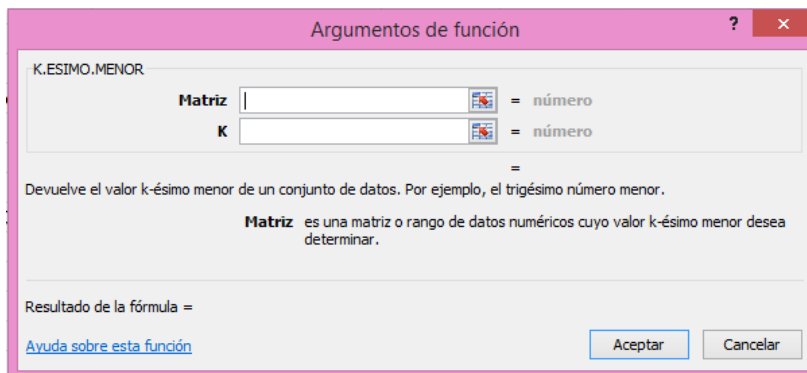 Argumentos de función
?
×
K.ESIMO.MENOR
Matriz = número
K = número
=
Devuelve el valor k-ésimo menor de un conjunto de datos. Por ejemplo, el trigésimo número menor.
Matriz es una matriz o rango de datos numéricos cuyo valor k-ésimo menor desea
determinar.
Resultado de la fórmula =
Ayuda sobre esta función
Aceptar
Cancelar